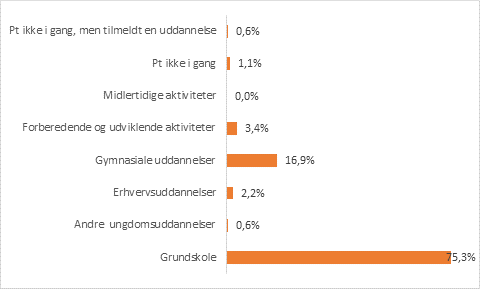 Pt ikke i gang, men tilmeldt en uddannelse 0,6%
Pt ikke i gang 1,1%
Midlertidige aktiviteter 0,0%
Forberedende og udviklende aktiviteter 3,4%
Gymnasiale uddannelser 16,9%
Erhvervsuddannelser 2,2%
Andre ungdomsuddannelser 0,6%
Grundskole 75,3%